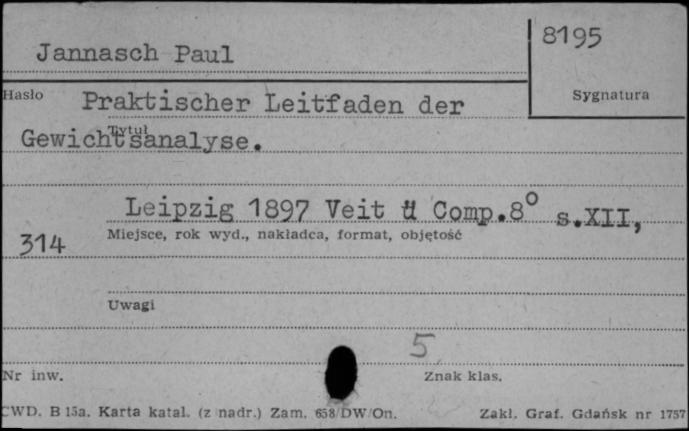 8195
Jannasch Paul
Hasło Praktischer Leitfaden der Sygnatura
Tytuł
Gewichtsanalyse.
Leipzig 1897 Veit u Comp.8° s.XII,
Miejsce, rok wyd., nakładca, format, objętość
314
Uwagi
5
Nr inw. Znak klas.
CWD. B 15a. Karta katal. (z nadr.) Zam. 658/DW/On. Zakł. Graf. Gdańsk nr 1757